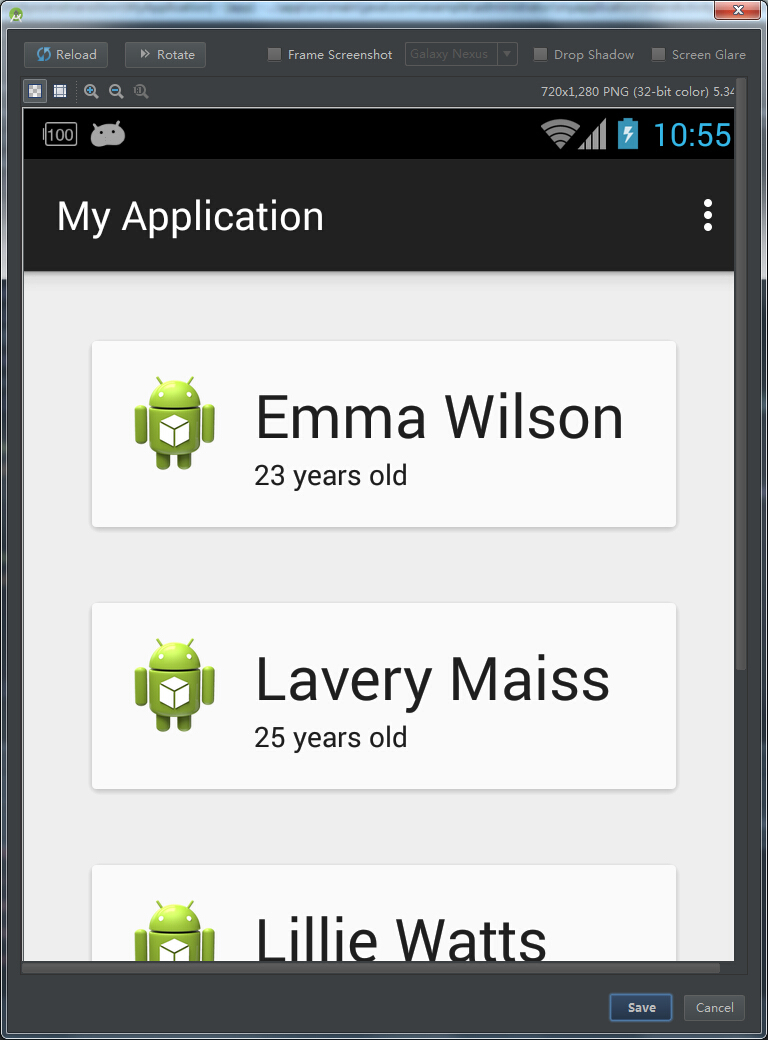 Reload Rotate Frame Screenshot Galaxy Nexus Drop Shadow Screen Glare
720x1,280 PNG (32-bit color) 5.34
100 10:55
My Application
Emma Wilson
23 years old
Lavery Maiss
25 years old
Lillie Watts
Save Cancel